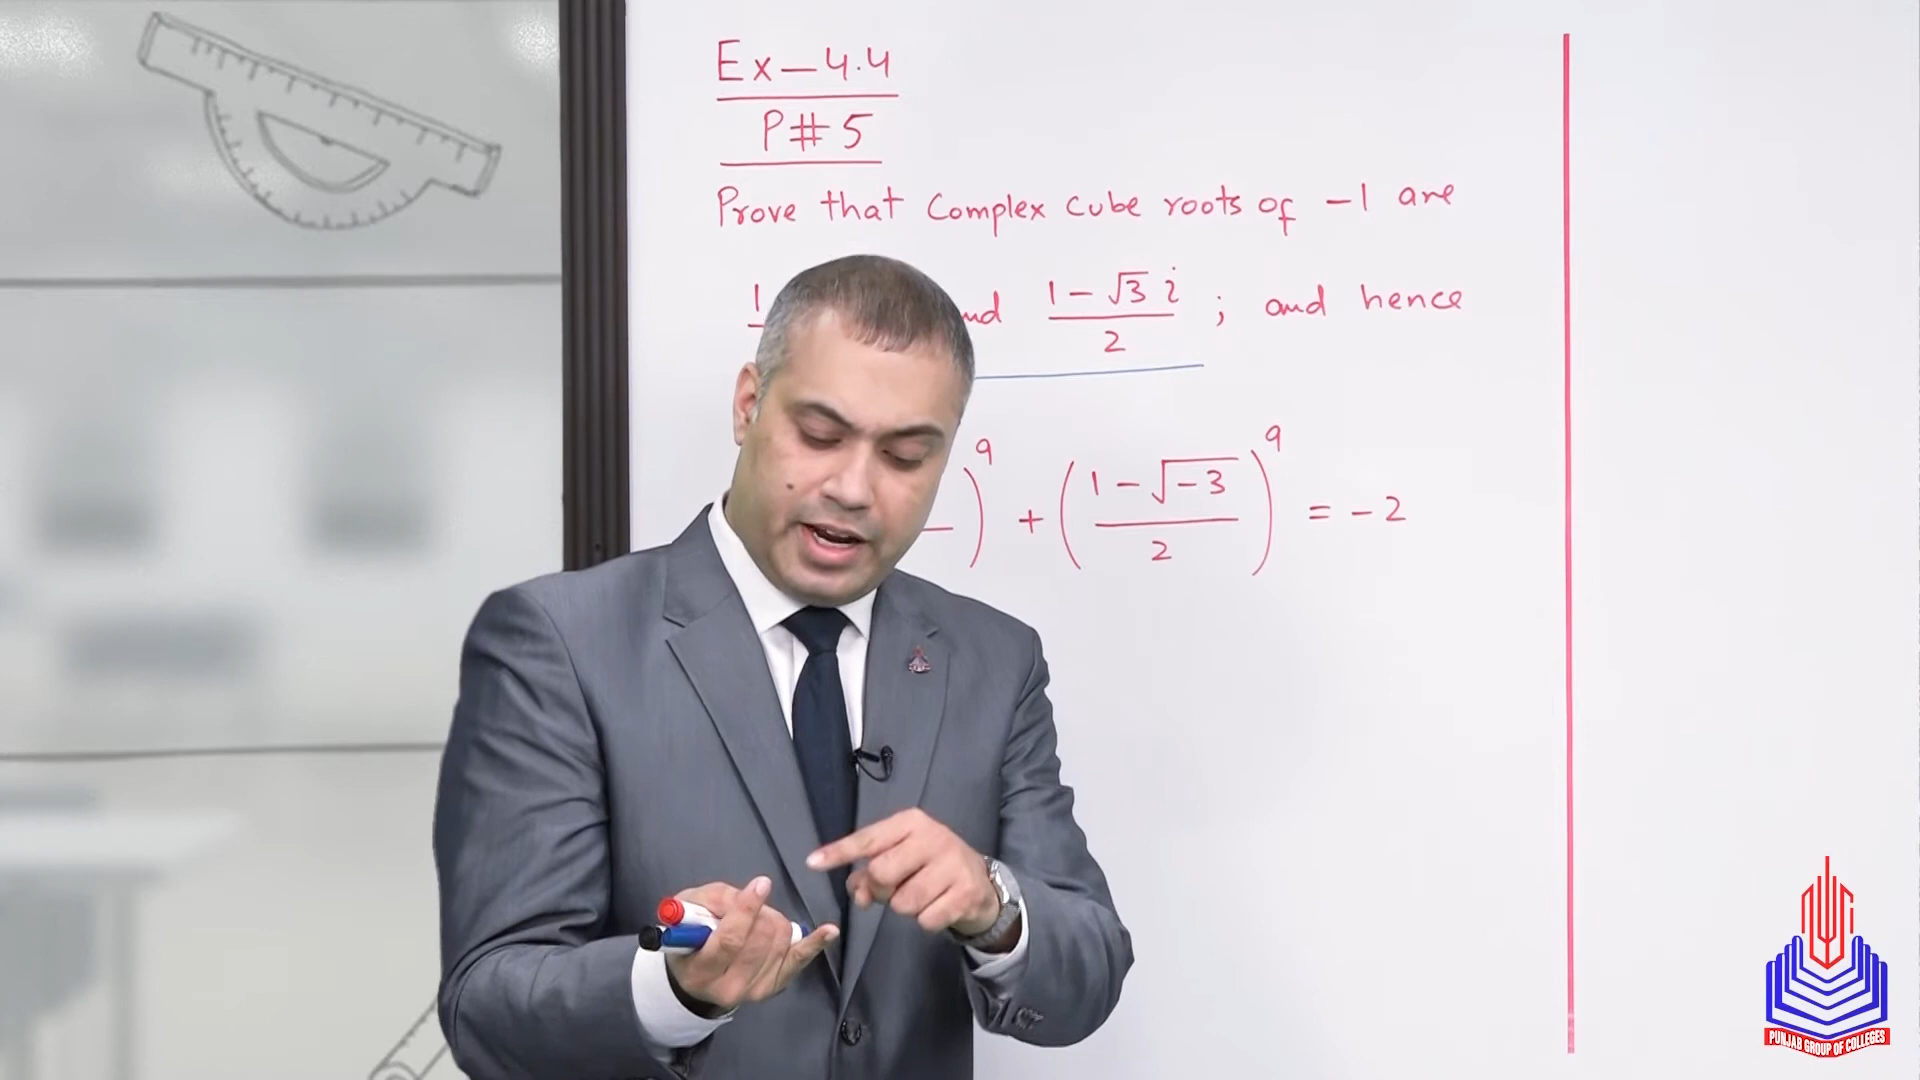 Ex-4.4
P#5
Prove that complex cube roots of -1 are
1 and (1-√3 i)/2 ; and hence
)^9 + ((1-√-3)/2)^9 = -2
PUNJAB GROUP OF COLLEGES